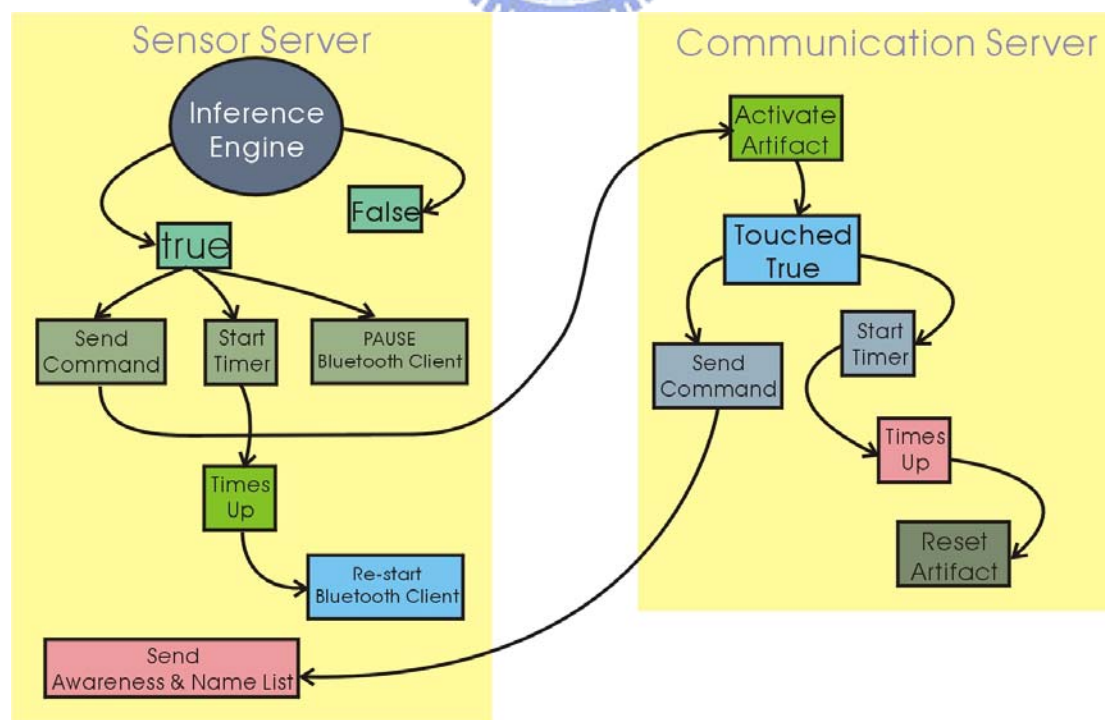 Sensor Server
Inference
Engine
False
true
Send
Command
Start
Timer
PAUSE
Bluetooth Client
Times
Up
Re-start
Bluetooth Client
Send
Awareness & Name List
Communication Server
Activate
Artifact
Touched
True
Send
Command
Start
Timer
Times
Up
Reset
Artifact